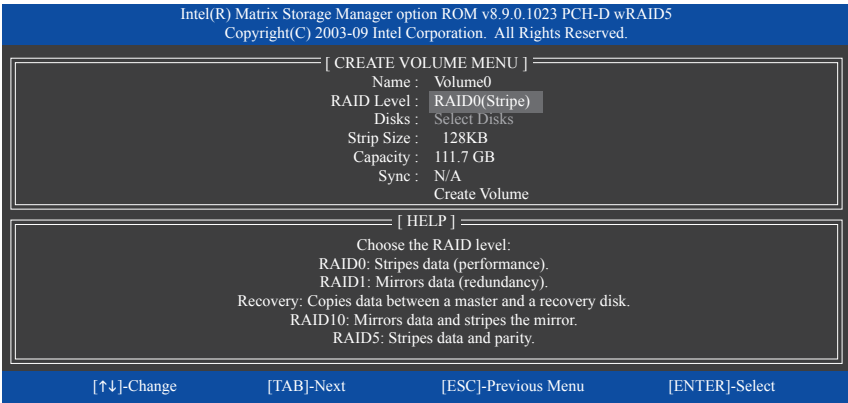 Intel(R) Matrix Storage Manager option ROM v8.9.0.1023 PCH-D wRAID5
Copyright(C) 2003-09 Intel Corporation. All Rights Reserved.
[ CREATE VOLUME MENU ]
Name : Volume0
RAID Level : RAID0(Stripe)
Disks : Select Disks
Strip Size : 128KB
Capacity : 111.7 GB
Sync : N/A
Create Volume
[ HELP ]
Choose the RAID level:
RAID0: Stripes data (performance).
RAID1: Mirrors data (redundancy).
Recovery: Copies data between a master and a recovery disk.
RAID10: Mirrors data and stripes the mirror.
RAID5: Stripes data and parity.
[↑↓]-Change [TAB]-Next [ESC]-Previous Menu [ENTER]-Select